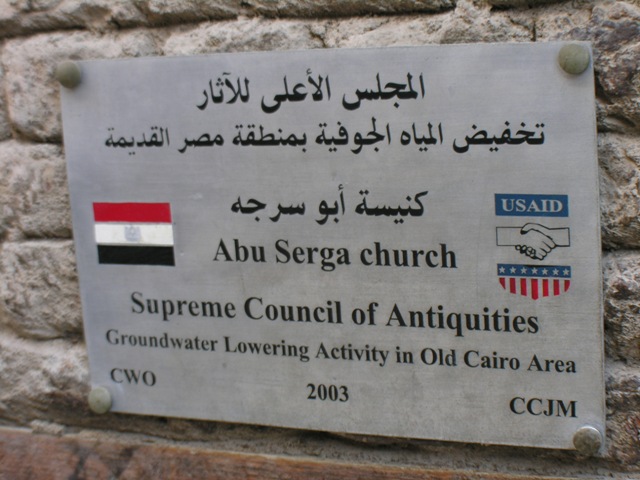 المجلس الأعلى للآثار
تخفيض المياه الجوفية بمنطقة مصر القديمة
كنيسة أبو سرجه
USAID
Abu Serga church
Supreme Council of Antiquities
Groundwater Lowering Activity in Old Cairo Area
CWO
2003
CCJM